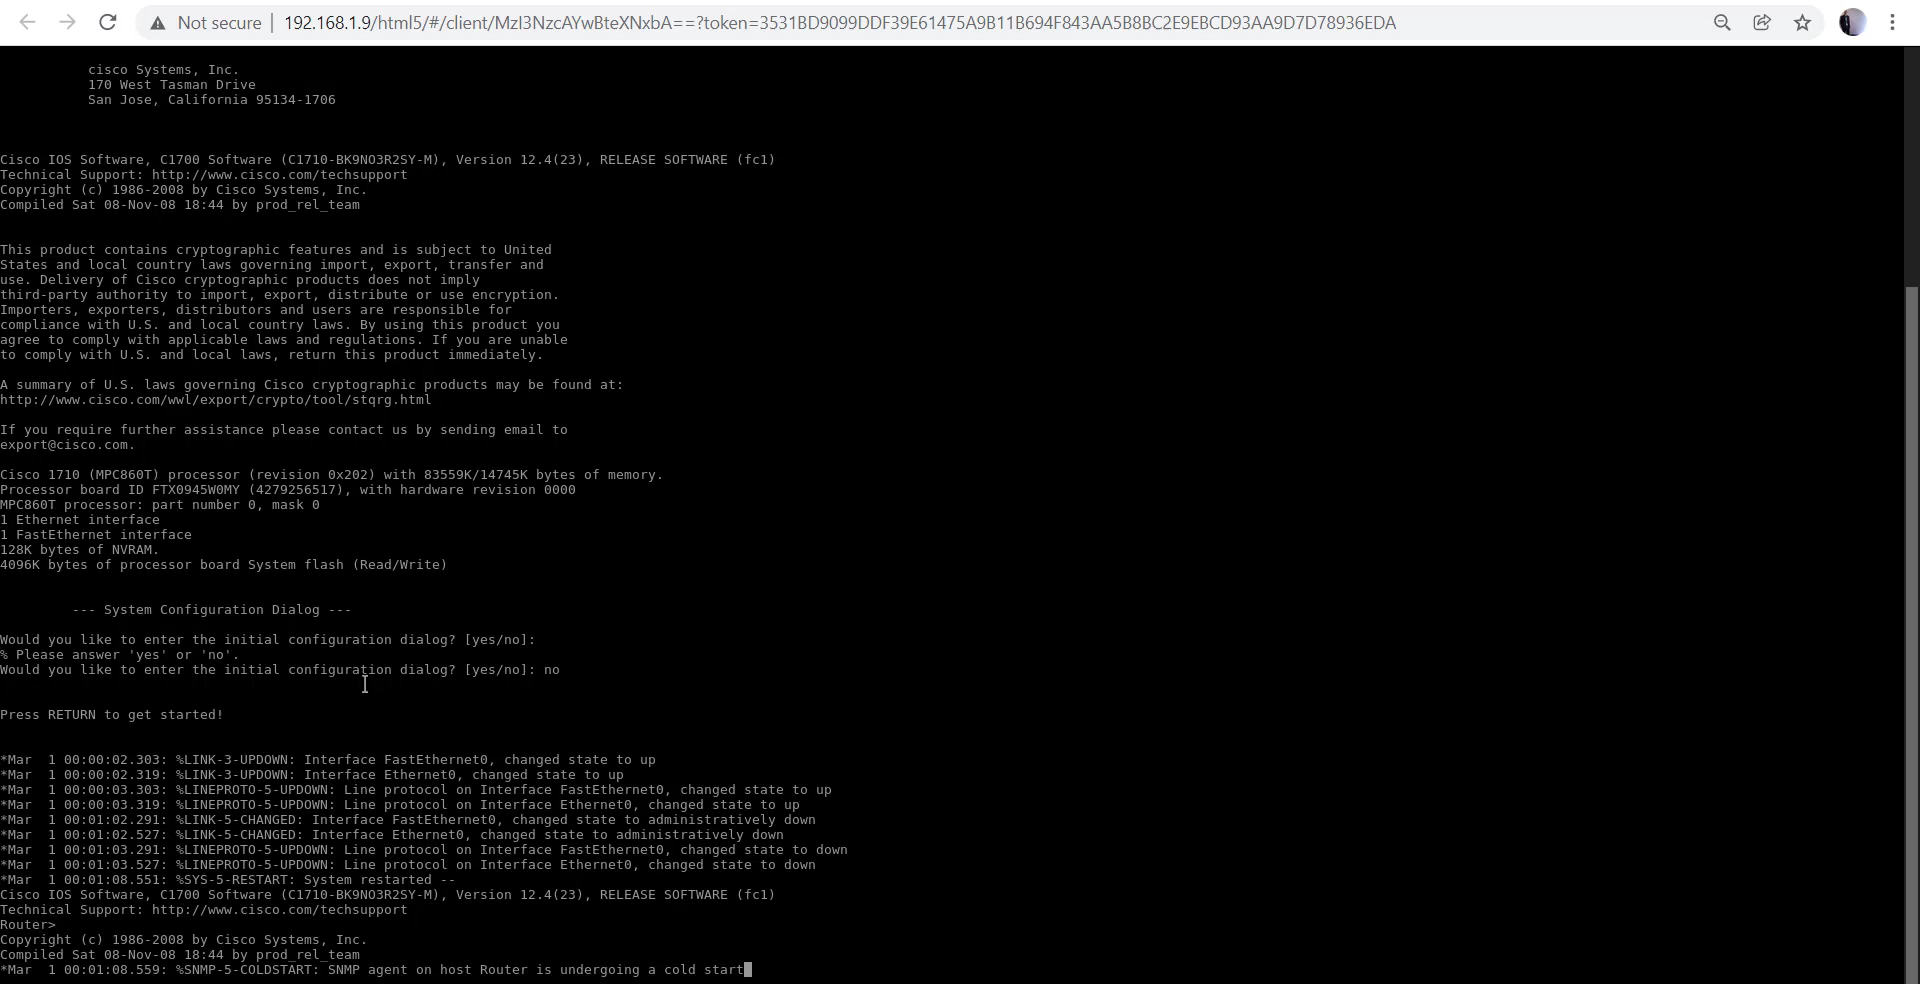 Not secure | 192.168.1.9/html5/#/client/MzI3NzcAYwBteXNxbA==?token=3531BD9099DDF39E61475A9B11B694F843AA5B8BC2E9EBCD93AA9D7D78936EDA
cisco Systems, Inc.
170 West Tasman Drive
San Jose, California 95134-1706
Cisco IOS Software, C1700 Software (C1710-BK9NO3R2SY-M), Version 12.4(23), RELEASE SOFTWARE (fc1)
Technical Support: http://www.cisco.com/techsupport
Copyright (c) 1986-2008 by Cisco Systems, Inc.
Compiled Sat 08-Nov-08 18:44 by prod_rel_team
This product contains cryptographic features and is subject to United
States and local country laws governing import, export, transfer and
use. Delivery of Cisco cryptographic products does not imply
third-party authority to import, export, distribute or use encryption.
Importers, exporters, distributors and users are responsible for
compliance with U.S. and local country laws. By using this product you
agree to comply with applicable laws and regulations. If you are unable
to comply with U.S. and local laws, return this product immediately.
A summary of U.S. laws governing Cisco cryptographic products may be found at:
http://www.cisco.com/wwl/export/crypto/tool/stqrg.html
If you require further assistance please contact us by sending email to
export@cisco.com.
Cisco 1710 (MPC860T) processor (revision 0x202) with 83559K/14745K bytes of memory.
Processor board ID FTX0945W0MY (4279256517), with hardware revision 0000
MPC860T processor: part number 0, mask 0
1 Ethernet interface
1 FastEthernet interface
128K bytes of NVRAM.
4096K bytes of processor board System flash (Read/Write)
--- System Configuration Dialog ---
Would you like to enter the initial configuration dialog? [yes/no]:
% Please answer 'yes' or 'no'.
Would you like to enter the initial configuration dialog? [yes/no]: no
Press RETURN to get started!
*Mar  1 00:00:02.303: %LINK-3-UPDOWN: Interface FastEthernet0, changed state to up
*Mar  1 00:00:02.319: %LINK-3-UPDOWN: Interface Ethernet0, changed state to up
*Mar  1 00:00:03.303: %LINEPROTO-5-UPDOWN: Line protocol on Interface FastEthernet0, changed state to up
*Mar  1 00:00:03.319: %LINEPROTO-5-UPDOWN: Line protocol on Interface Ethernet0, changed state to up
*Mar  1 00:01:02.291: %LINK-5-CHANGED: Interface FastEthernet0, changed state to administratively down
*Mar  1 00:01:02.527: %LINK-5-CHANGED: Interface Ethernet0, changed state to administratively down
*Mar  1 00:01:03.291: %LINEPROTO-5-UPDOWN: Line protocol on Interface FastEthernet0, changed state to down
*Mar  1 00:01:03.527: %LINEPROTO-5-UPDOWN: Line protocol on Interface Ethernet0, changed state to down
*Mar  1 00:01:08.551: %SYS-5-RESTART: System restarted --
Cisco IOS Software, C1700 Software (C1710-BK9NO3R2SY-M), Version 12.4(23), RELEASE SOFTWARE (fc1)
Technical Support: http://www.cisco.com/techsupport
Router>
Copyright (c) 1986-2008 by Cisco Systems, Inc.
Compiled Sat 08-Nov-08 18:44 by prod_rel_team
*Mar  1 00:01:08.559: %SNMP-5-COLDSTART: SNMP agent on host Router is undergoing a cold start